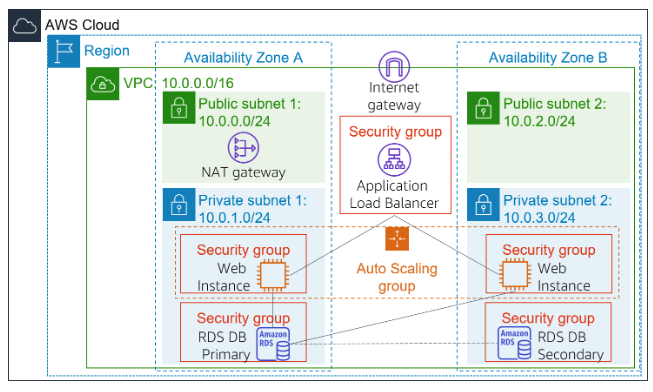 AWS Cloud
Region
Availability Zone A
Availability Zone B
VPC 10.0.0.0/16
Internet
gateway
Public subnet 1:
10.0.0.0/24
NAT gateway
Public subnet 2:
10.0.2.0/24
Security group
Application
Load Balancer
Private subnet 1:
10.0.1.0/24
Private subnet 2:
10.0.3.0/24
Security group
Web
Instance
Auto Scaling
group
Security group
Web
Instance
Security group
RDS DB
Primary
Amazon
RDS
Security group
Amazon
RDS
RDS DB
Secondary